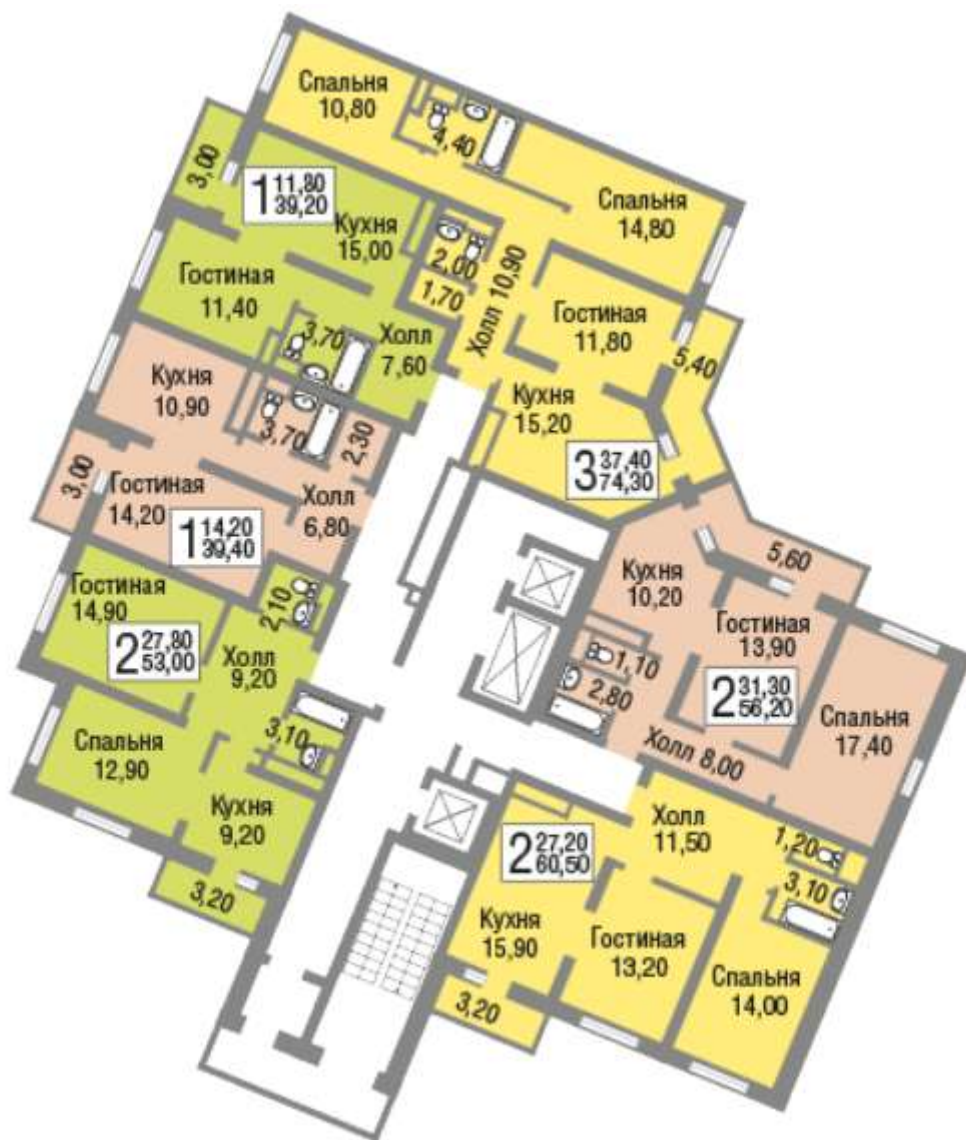 Спальня
10,80
4,40
Спальня
14,80
3,00
1 11,80
39,20
Кухня
15,00
Гостиная
11,40
3,70
Холл
7,60
2,00
1,70
Холл 10,90
Гостиная
11,80
5,40
Кухня
15,20
3 37,40
74,30
Кухня
10,90
3,70
2,30
3,00
Гостиная
14,20
Холл
6,80
1 14,20
39,40
Гостиная
14,90
2,10
2 27,80
53,00
Холл
9,20
3,10
Спальня
12,90
Кухня
9,20
3,20
5,60
Кухня
10,20
Гостиная
13,90
1,10
2,80
2 31,30
56,20
Спальня
17,40
Холл 8,00
Холл
11,50
1,20
3,10
2 27,20
60,50
Кухня
15,90
Гостиная
13,20
Спальня
14,00
3,20